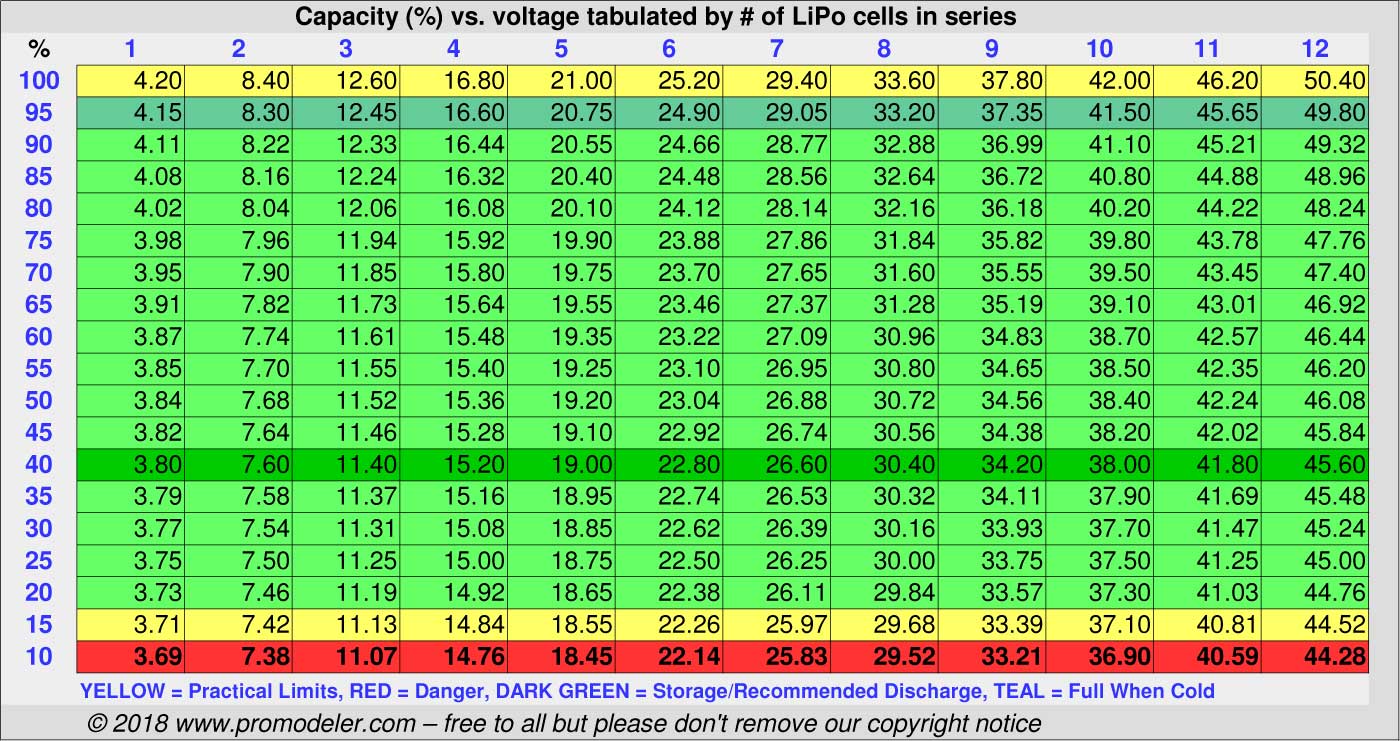 Capacity (%) vs. voltage tabulated by # of LiPo cells in series
% 1 2 3 4 5 6 7 8 9 10 11 12
100 4.20 8.40 12.60 16.80 21.00 25.20 29.40 33.60 37.80 42.00 46.20 50.40
95 4.15 8.30 12.45 16.60 20.75 24.90 29.05 33.20 37.35 41.50 45.65 49.80
90 4.11 8.22 12.33 16.44 20.55 24.66 28.77 32.88 36.99 41.10 45.21 49.32
85 4.08 8.16 12.24 16.32 20.40 24.48 28.56 32.64 36.72 40.80 44.88 48.96
80 4.02 8.04 12.06 16.08 20.10 24.12 28.14 32.16 36.18 40.20 44.22 48.24
75 3.98 7.96 11.94 15.92 19.90 23.88 27.86 31.84 35.82 39.80 43.78 47.76
70 3.95 7.90 11.85 15.80 19.75 23.70 27.65 31.60 35.55 39.50 43.45 47.40
65 3.91 7.82 11.73 15.64 19.55 23.46 27.37 31.28 35.19 39.10 43.01 46.92
60 3.87 7.74 11.61 15.48 19.35 23.22 27.09 30.96 34.83 38.70 42.57 46.44
55 3.85 7.70 11.55 15.40 19.25 23.10 26.95 30.80 34.65 38.50 42.35 46.20
50 3.84 7.68 11.52 15.36 19.20 23.04 26.88 30.72 34.56 38.40 42.24 46.08
45 3.82 7.64 11.46 15.28 19.10 22.92 26.74 30.56 34.38 38.20 42.02 45.84
40 3.80 7.60 11.40 15.20 19.00 22.80 26.60 30.40 34.20 38.00 41.80 45.60
35 3.79 7.58 11.37 15.16 18.95 22.74 26.53 30.32 34.11 37.90 41.69 45.48
30 3.77 7.54 11.31 15.08 18.85 22.62 26.39 30.16 33.93 37.70 41.47 45.24
25 3.75 7.50 11.25 15.00 18.75 22.50 26.25 30.00 33.75 37.50 41.25 45.00
20 3.73 7.46 11.19 14.92 18.65 22.38 26.11 29.84 33.57 37.30 41.03 44.76
15 3.71 7.42 11.13 14.84 18.55 22.26 25.97 29.68 33.39 37.10 40.81 44.52
10 3.69 7.38 11.07 14.76 18.45 22.14 25.83 29.52 33.21 36.90 40.59 44.28
YELLOW = Practical Limits, RED = Danger, DARK GREEN = Storage/Recommended Discharge, TEAL = Full When Cold
© 2018 www.promodeler.com – free to all but please don't remove our copyright notice